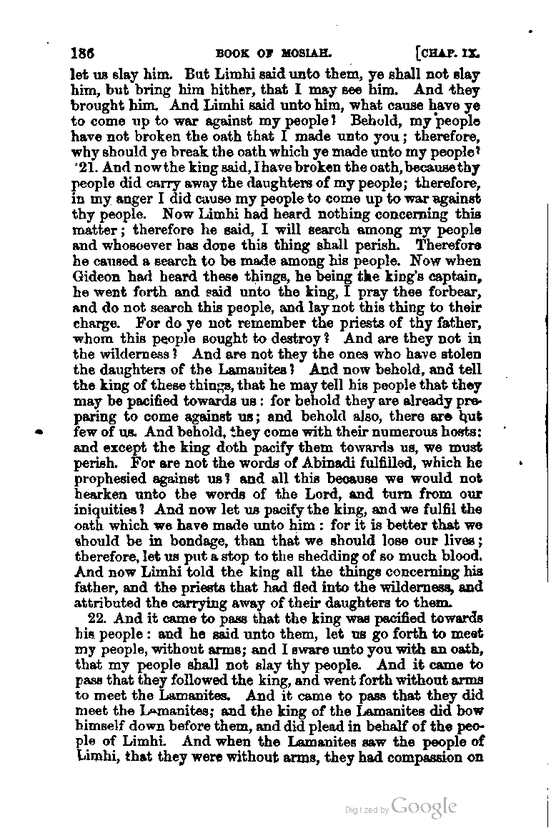 186 BOOK OF MOSIAH. [CHAP. IX.
let us slay him. But Limhi said unto them, ye shall not slay
him, but bring him hither, that I may see him. And they
brought him. And Limhi said unto him, what cause have ye
to come up to war against my people? Behold, my people
have not broken the oath that I made unto you; therefore,
why should ye break the oath which ye made unto my people?
21. And now the king said, I have broken the oath, because thy
people did carry away the daughters of my people; therefore,
in my anger I did cause my people to come up to war against
thy people. Now Limhi had heard nothing concerning this
matter; therefore he said, I will search among my people
and whosoever has done this thing shall perish. Therefore
he caused a search to be made among his people. Now when
Gideon had heard these things, he being the king's captain,
he went forth and said unto the king, I pray thee forbear,
and do not search this people, and lay not this thing to their
charge. For do ye not remember the priests of thy father,
whom this people sought to destroy? And are they not in
the wilderness? And are not they the ones who have stolen
the daughters of the Lamanites? And now behold, and tell
the king of these things, that he may tell his people that they
may be pacified towards us: for behold they are already pre-
paring to come against us; and behold also, there are but
few of us. And behold, they come with their numerous hosts:
and except the king doth pacify them towards us, we must
perish. For are not the words of Abinadi fulfilled, which he
prophesied against us? and all this because we would not
hearken unto the words of the Lord, and turn from our
iniquities? And now let us pacify the king, and we fulfil the
oath which we have made unto him: for it is better that we
should be in bondage, than that we should lose our lives;
therefore, let us put a stop to the shedding of so much blood.
And now Limhi told the king all the things concerning his
father, and the priests that had fled into the wilderness, and
attributed the carrying away of their daughters to them.
22. And it came to pass that the king was pacified towards
his people: and he said unto them, let us go forth to meet
my people, without arms; and I sware unto you with an oath,
that my people shall not slay thy people. And it came to
pass that they followed the king, and went forth without arms
to meet the Lamanites. And it came to pass that they did
meet the Lamanites; and the king of the Lamanites did bow
himself down before them, and did plead in behalf of the peo-
ple of Limhi. And when the Lamanites saw the people of
Limhi, that they were without arms, they had compassion on
Digitized by Google